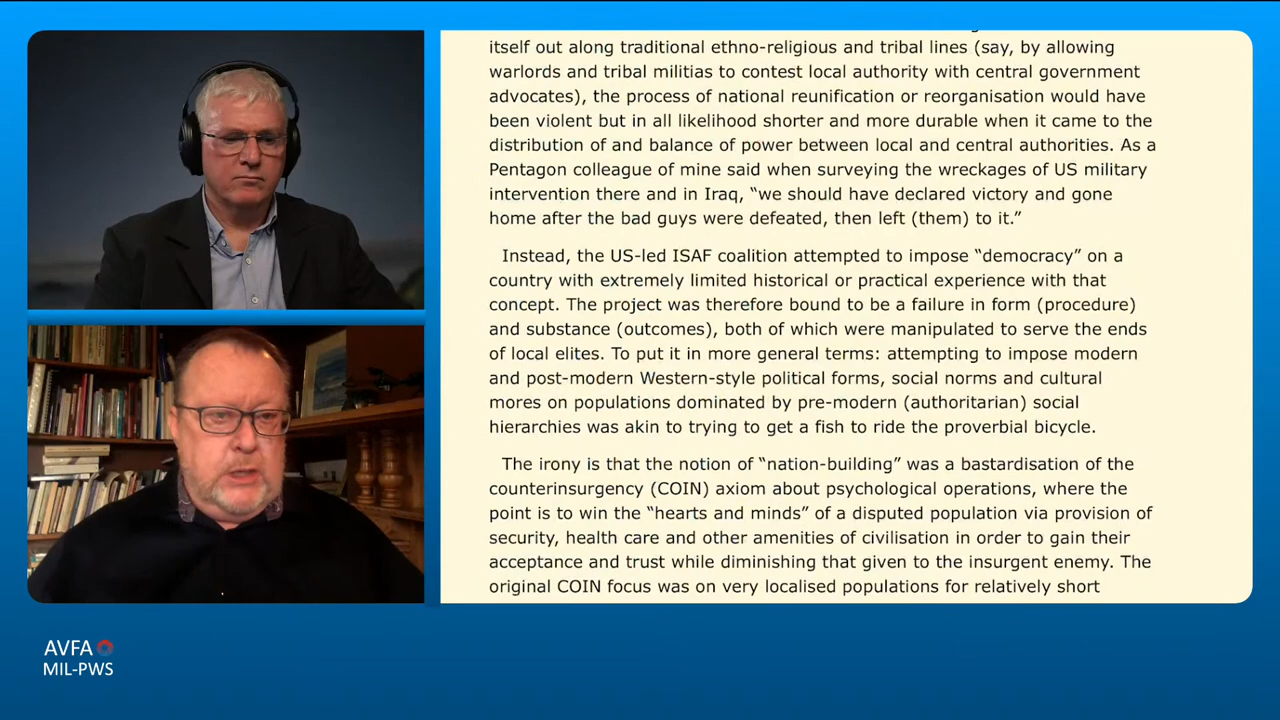 itself out along traditional ethno-religious and tribal lines (say, by allowing
warlords and tribal militias to contest local authority with central government
advocates), the process of national reunification or reorganisation would have
been violent but in all likelihood shorter and more durable when it came to the
distribution of and balance of power between local and central authorities. As a
Pentagon colleague of mine said when surveying the wreckages of US military
intervention there and in Iraq, “we should have declared victory and gone
home after the bad guys were defeated, then left (them) to it.”
Instead, the US-led ISAF coalition attempted to impose “democracy” on a
country with extremely limited historical or practical experience with that
concept. The project was therefore bound to be a failure in form (procedure)
and substance (outcomes), both of which were manipulated to serve the ends
of local elites. To put it in more general terms: attempting to impose modern
and post-modern Western-style political forms, social norms and cultural
mores on populations dominated by pre-modern (authoritarian) social
hierarchies was akin to trying to get a fish to ride the proverbial bicycle.
The irony is that the notion of “nation-building” was a bastardisation of the
counterinsurgency (COIN) axiom about psychological operations, where the
point is to win the “hearts and minds” of a disputed population via provision of
security, health care and other amenities of civilisation in order to gain their
acceptance and trust while diminishing that given to the insurgent enemy. The
original COIN focus was on very localised populations for relatively short
AVFA
MIL-PWS